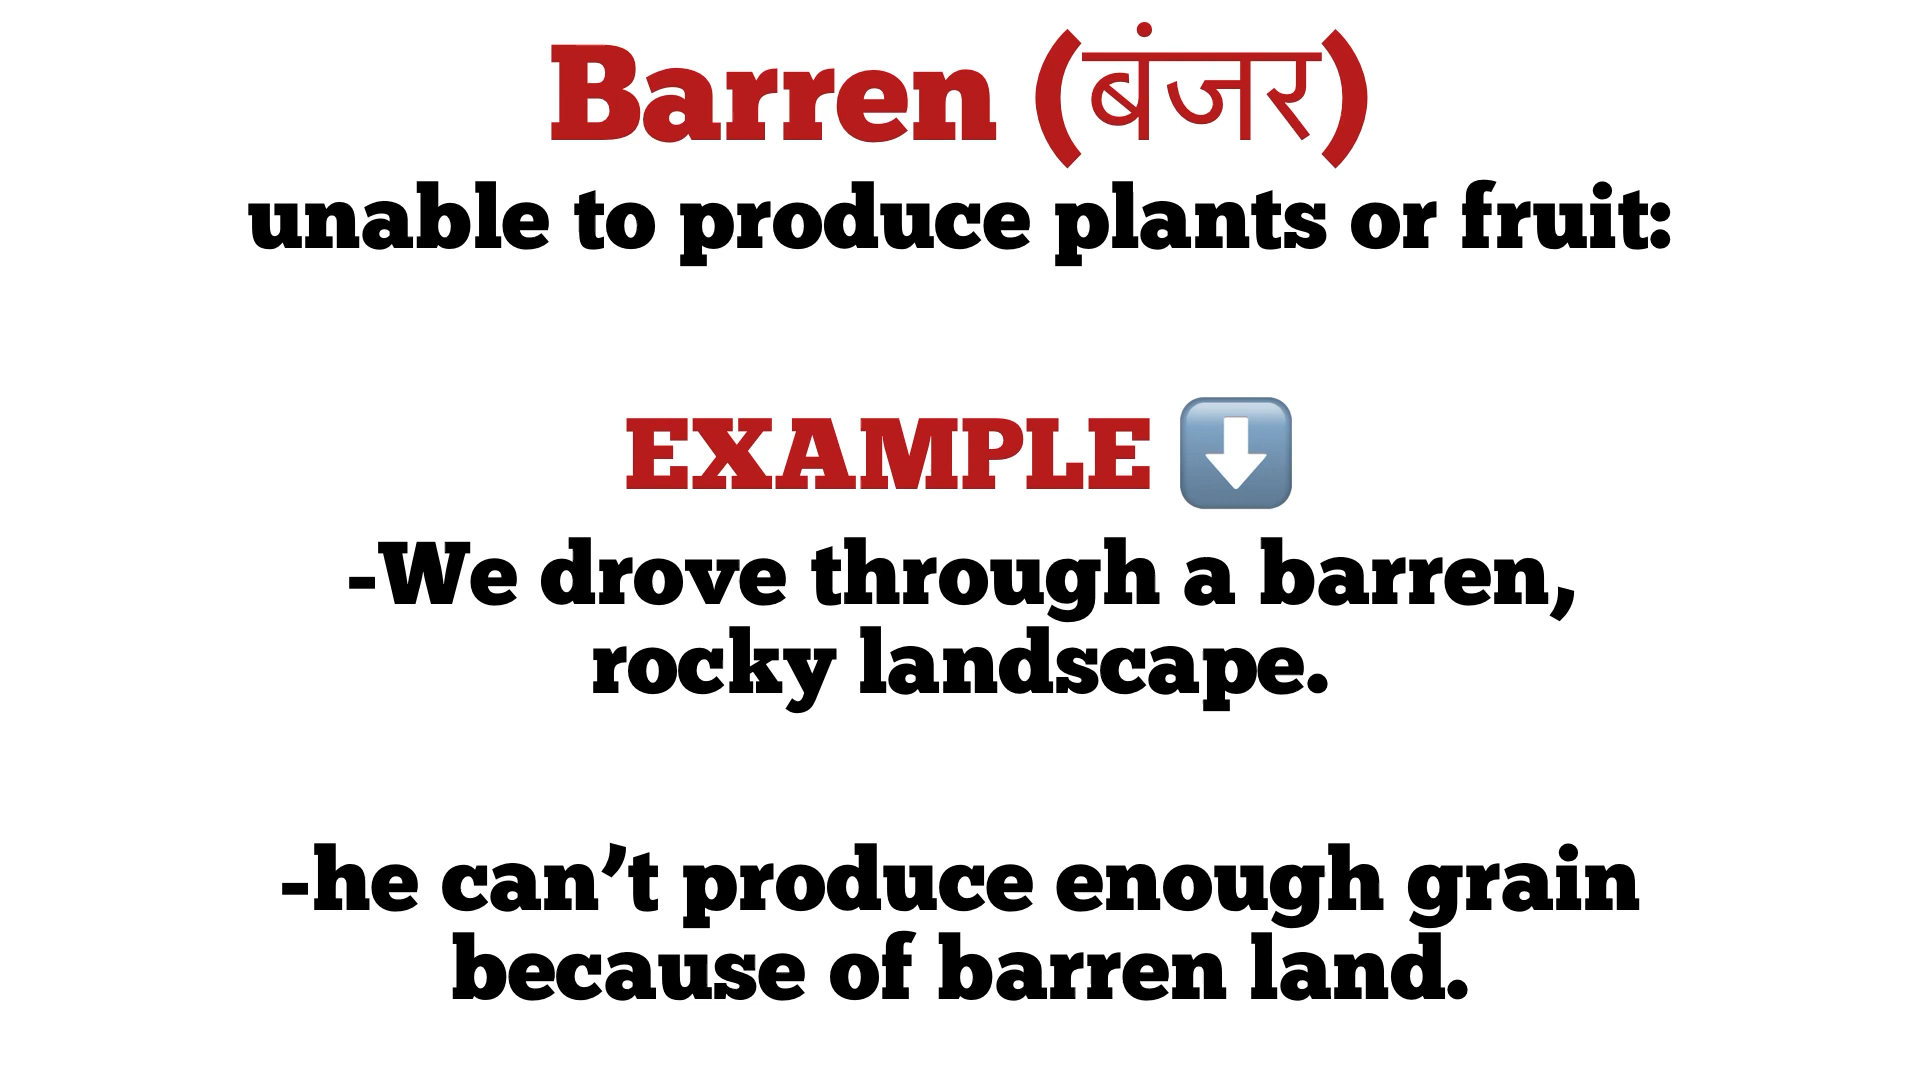 Barren (बंजर)
unable to produce plants or fruit:
EXAMPLE ⬇️
-We drove through a barren,
rocky landscape.
-he can’t produce enough grain
because of barren land.